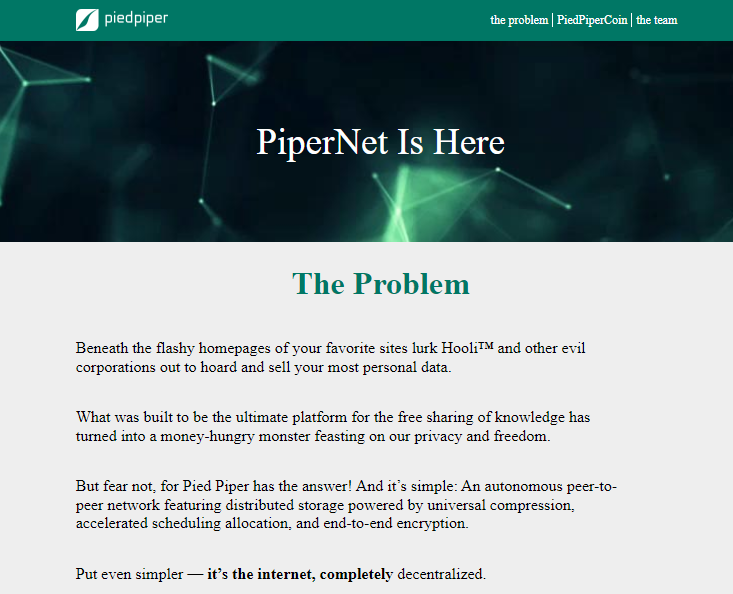 piedpiper
the problem | PiedPiperCoin | the team
PiperNet Is Here
The Problem
Beneath the flashy homepages of your favorite sites lurk Hooli™ and other evil
corporations out to hoard and sell your most personal data.
What was built to be the ultimate platform for the free sharing of knowledge has
turned into a money-hungry monster feasting on our privacy and freedom.
But fear not, for Pied Piper has the answer! And it’s simple: An autonomous peer-to-
peer network featuring distributed storage powered by universal compression,
accelerated scheduling allocation, and end-to-end encryption.
Put even simpler — it’s the internet, completely decentralized.